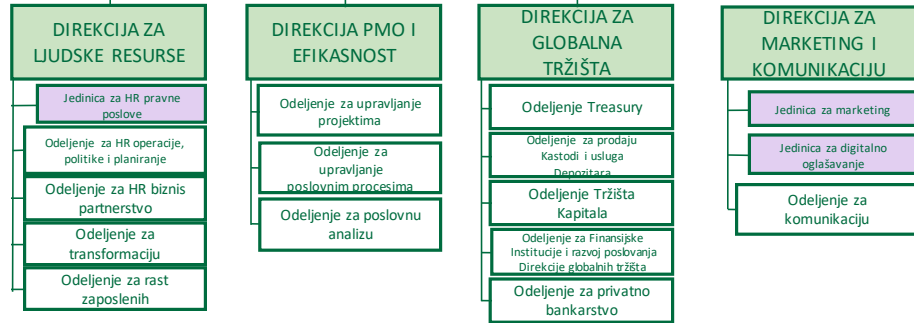 DIREKCIJA ZA
LJUDSKE RESURSE
Jedinica za HR pravne
poslove
Odeljenje za HR operacije,
politike i planiranje
Odeljenje za HR biznis
partnerstvo
Odeljenje za
transformaciju
Odeljenje za rast
zaposlenih
DIREKCIJA PMO I
EFIKASNOST
Odeljenje za upravljanje
projektima
Odeljenje za
upravljanje
poslovnim procesima
Odeljenje za poslovnu
analizu
DIREKCIJA ZA
GLOBALNA
TRŽIŠTA
Odeljenje Treasury
Odeljenje za prodaju
Kastodi i usluga
Depozitara
Odeljenje Tržišta
Kapitala
Odeljenje za Finansijske
Institucije i razvoj poslovanja
Direkcije globalnih tržišta
Odeljenje za privatno
bankarstvo
DIREKCIJA ZA
MARKETING I
KOMUNIKACIJU
Jedinica za marketing
Jedinica za digitalno
oglašavanje
Odeljenje za
komunikaciju